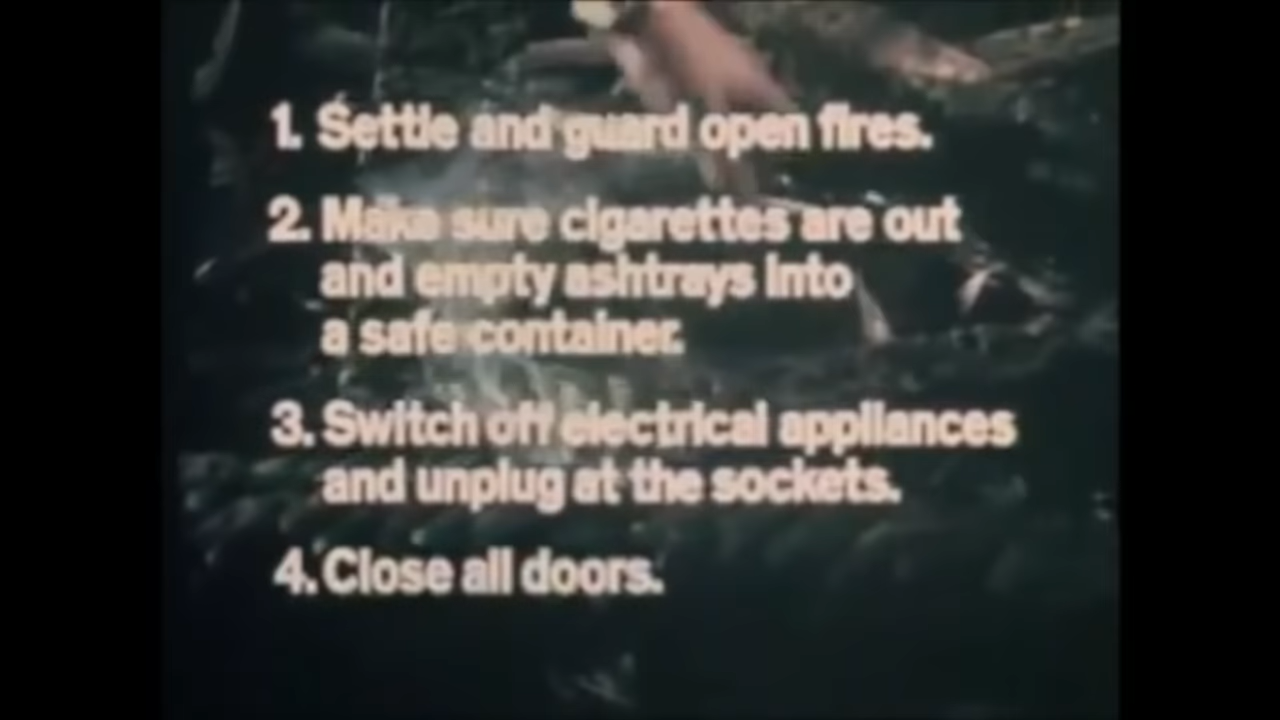 1. Settle and guard open fires.
2. Make sure cigarettes are out
and empty ashtrays into
a safe container.
3. Switch off electrical appliances
and unplug at the sockets.
4. Close all doors.